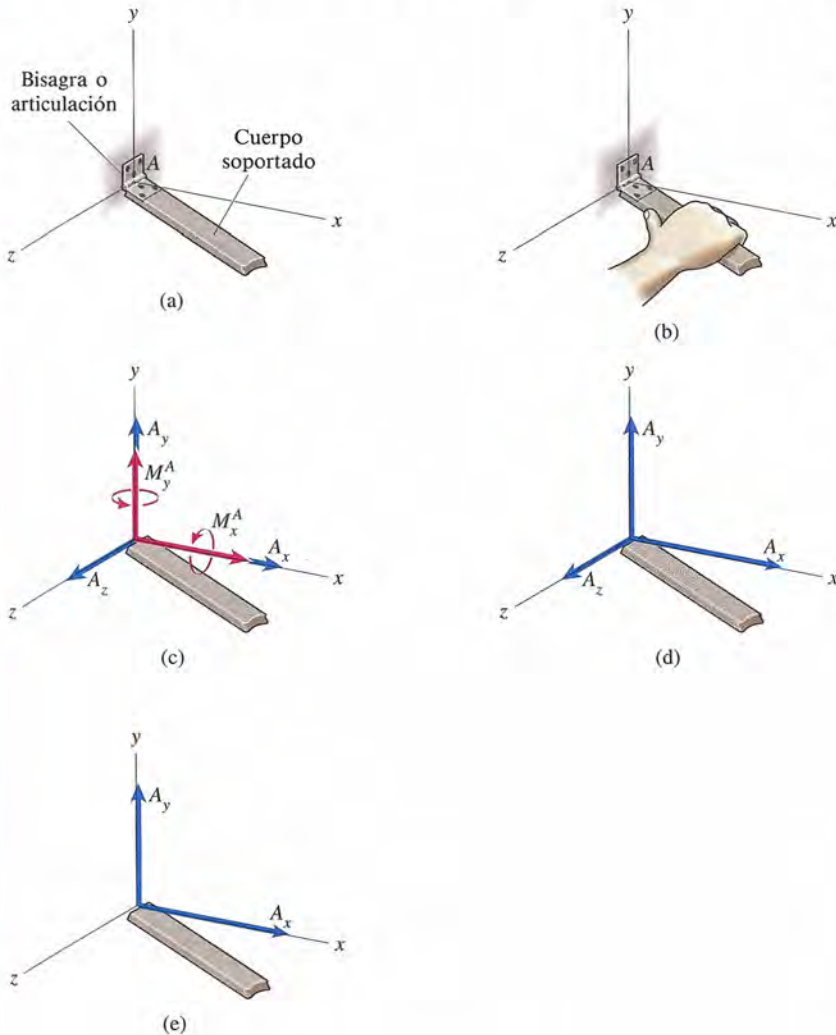 y
Bisagra o
articulación
Cuerpo
soportado
A
x
z
(a)
y
A
x
z
(b)
y
A_y
M_y^A
M_x^A
A_x
x
A_z
z
(c)
y
A_y
A_x
x
A_z
z
(d)
y
A_y
A_x
x
z
(e)